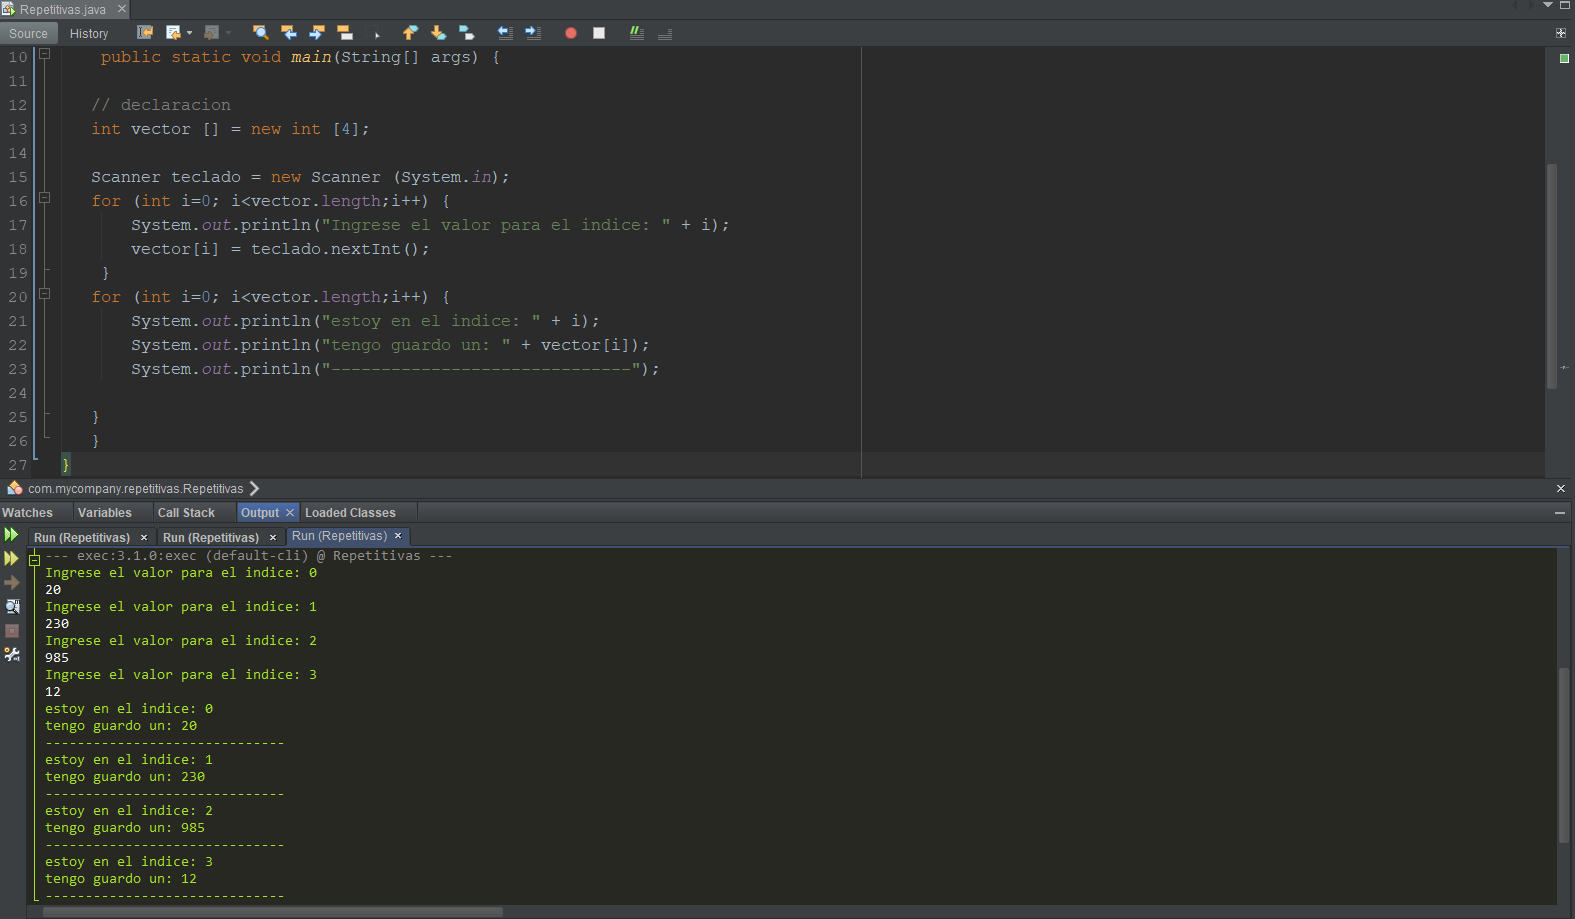 Repetitivas.java
Source History
10 public static void main(String[] args) {
11
12 // declaracion
13 int vector [] = new int [4];
14
15 Scanner teclado = new Scanner (System.in);
16 for (int i=0; i<vector.length;i++) {
17 System.out.println("Ingrese el valor para el indice: " + i);
18 vector[i] = teclado.nextInt();
19 }
20 for (int i=0; i<vector.length;i++) {
21 System.out.println("estoy en el indice: " + i);
22 System.out.println("tengo guardo un: " + vector[i]);
23 System.out.println("------------------------------");
24
25 }
26 }
27 }
com.mycompany.repetitivas.Repetitivas
Watches Variables Call Stack Output Loaded Classes
Run (Repetitivas) Run (Repetitivas) Run (Repetitivas)
--- exec:3.1.0:exec (default-cli) @ Repetitivas ---
Ingrese el valor para el indice: 0
20
Ingrese el valor para el indice: 1
230
Ingrese el valor para el indice: 2
985
Ingrese el valor para el indice: 3
12
estoy en el indice: 0
tengo guardo un: 20
------------------------------
estoy en el indice: 1
tengo guardo un: 230
------------------------------
estoy en el indice: 2
tengo guardo un: 985
------------------------------
estoy en el indice: 3
tengo guardo un: 12
------------------------------